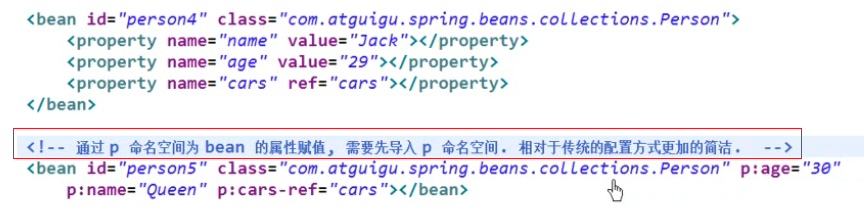 <bean id="person4" class="com.atguigu.spring.beans.collections.Person">
<property name="name" value="Jack"></property>
<property name="age" value="29"></property>
<property name="cars" ref="cars"></property>
</bean>
<!-- 通过 p 命名空间为 bean 的属性赋值, 需要先导入 p 命名空间. 相对于传统的配置方式更加的简洁. -->
<bean id="person5" class="com.atguigu.spring.beans.collections.Person" p:age="30"
p:name="Queen" p:cars-ref="cars"></bean>